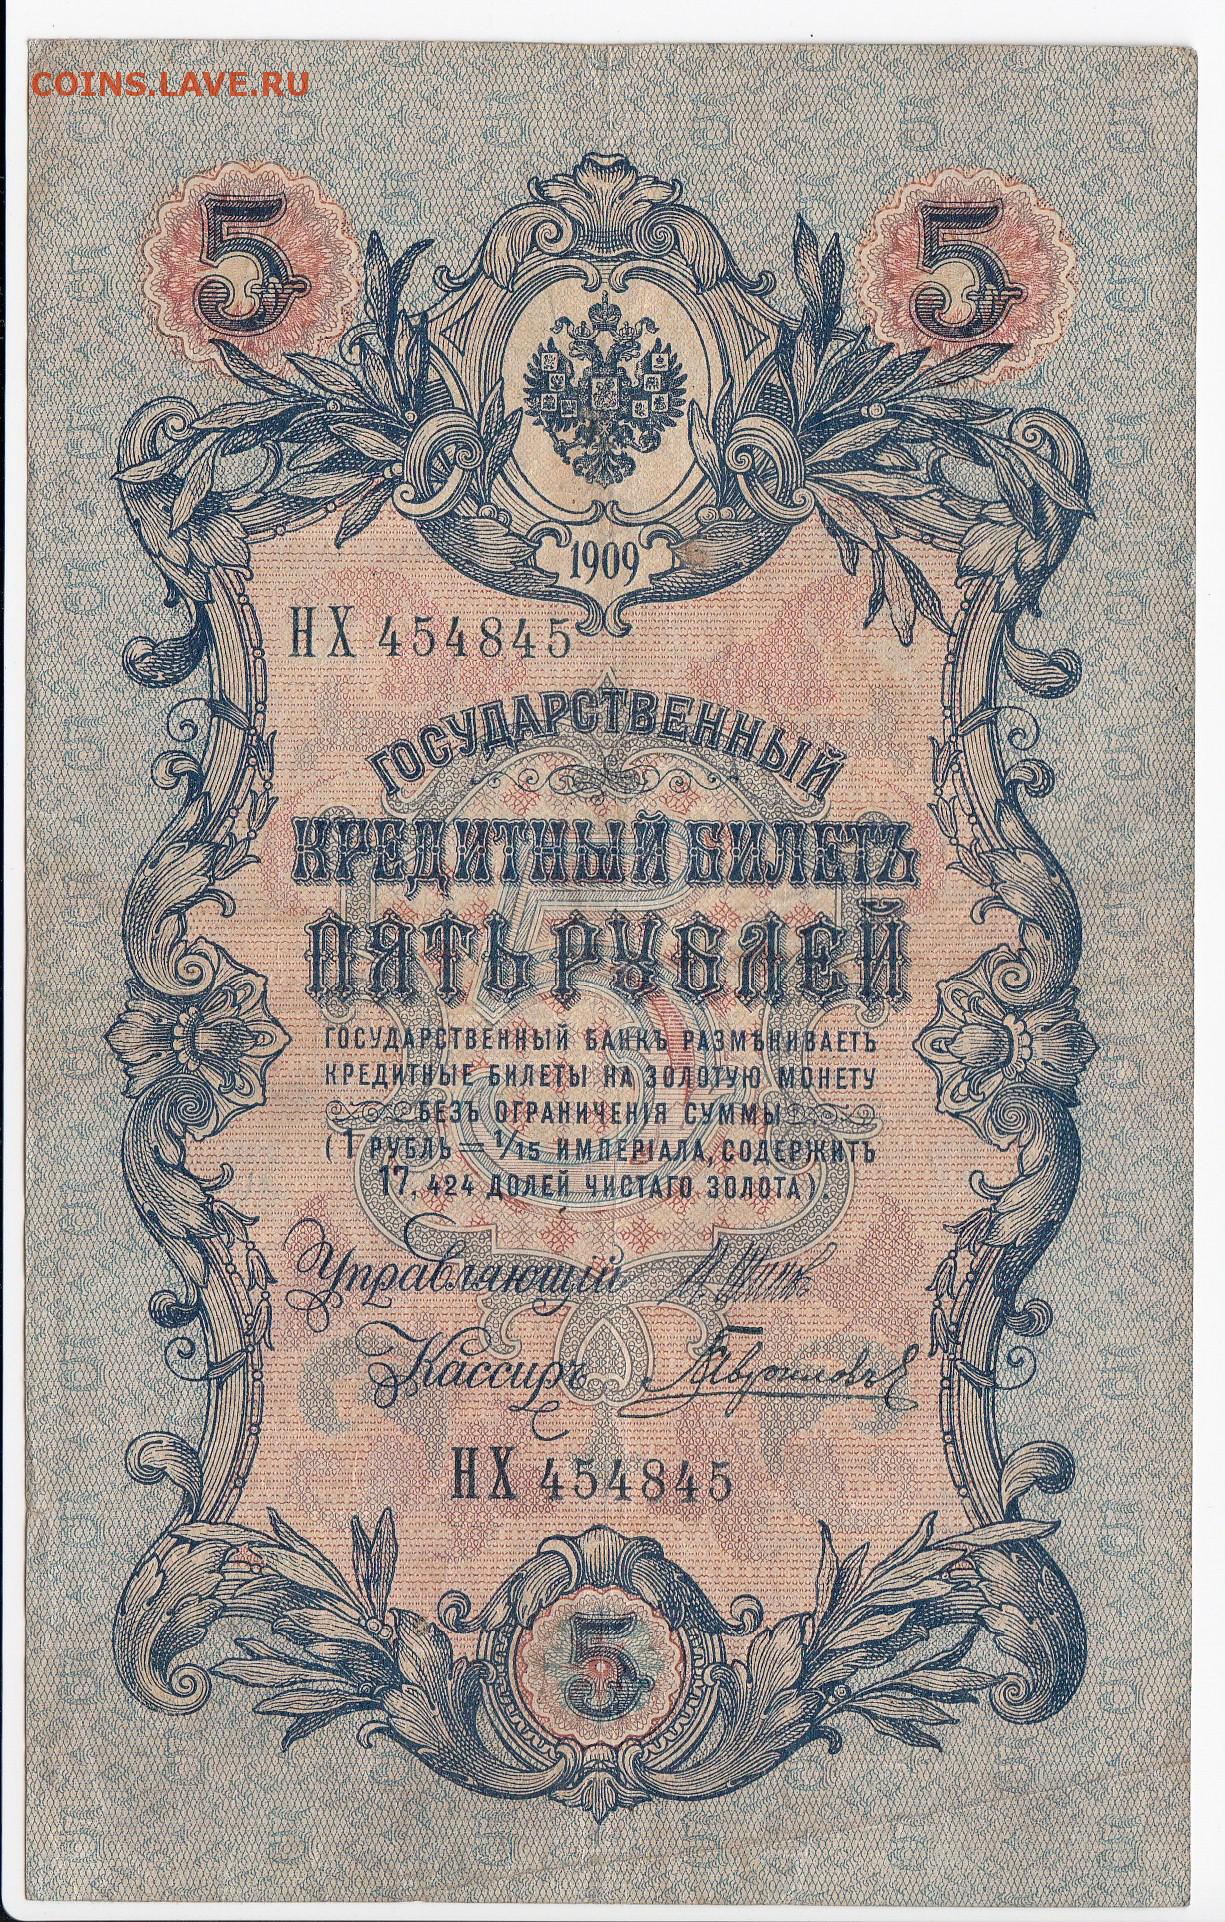 COINS.LAVE.RU
5 5
1909
НХ 454845
ГОСУДАРСТВЕННЫЙ
КРЕДИТНЫЙ БИЛЕТЪ
ПЯТЬ РУБЛЕЙ
ГОСУДАРСТВЕННЫЙ БАНКЪ РАЗМѢНИВАЕТЪ
КРЕДИТНЫЕ БИЛЕТЫ НА ЗОЛОТУЮ МОНЕТУ
БЕЗЪ ОГРАНИЧЕНІЯ СУММЫ
(1 РУБЛЬ = 1/15 ИМПЕРІАЛА, СОДЕРЖИТЪ
17,424 ДОЛЕЙ ЧИСТАГО ЗОЛОТА).
Управляющій
Кассиръ
НХ 454845
5